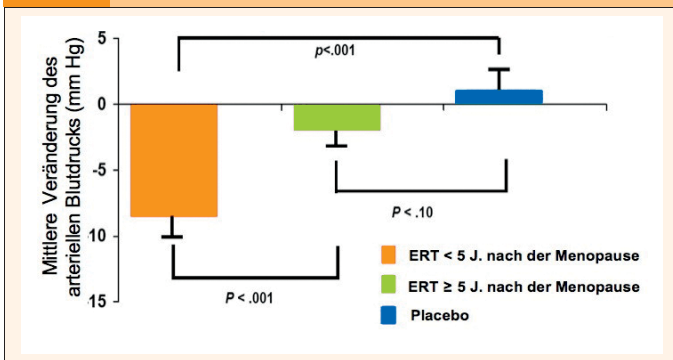 Mittlere Veränderung des
arteriellen Blutdrucks (mm Hg)
5
0
-5
-10
-15
p<.001
P < .10
P < .001
ERT < 5 J. nach der Menopause
ERT ≥ 5 J. nach der Menopause
Placebo